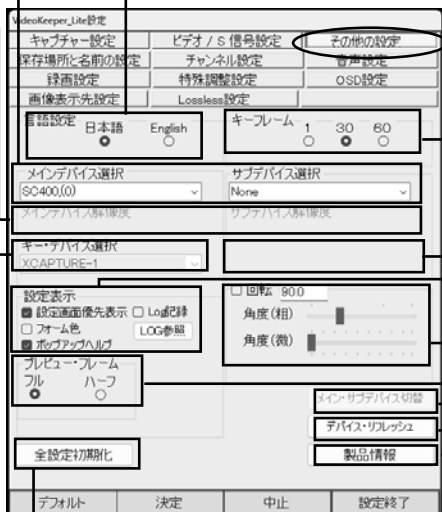 VideoKeeper_Lite設定
キャプチャー設定 ビデオ / S 信号設定 その他の設定
保存場所と名前の設定 チャンネル設定 音声設定
録画設定 特殊調整設定 OSD設定
画像表示先設定 Lossless設定
言語設定 日本語 English
キーフレーム 1 30 60
メインデバイス選択 サブデバイス選択
SC400,(0) None
メインデバイス解像度 サブデバイス解像度
キー・デバイス選択
XCAPTURE-1
設定表示
設定画面優先表示 Log記録
フォーム色 LOG参照
ポップアップヘルプ
回転 90.0
角度(粗)
角度(微)
プレビュー・フレーム
フル ハーフ
メイン・サブデバイス切替
デバイス・リフレッシュ
全設定初期化 製品情報
デフォルト 決定 中止 設定終了